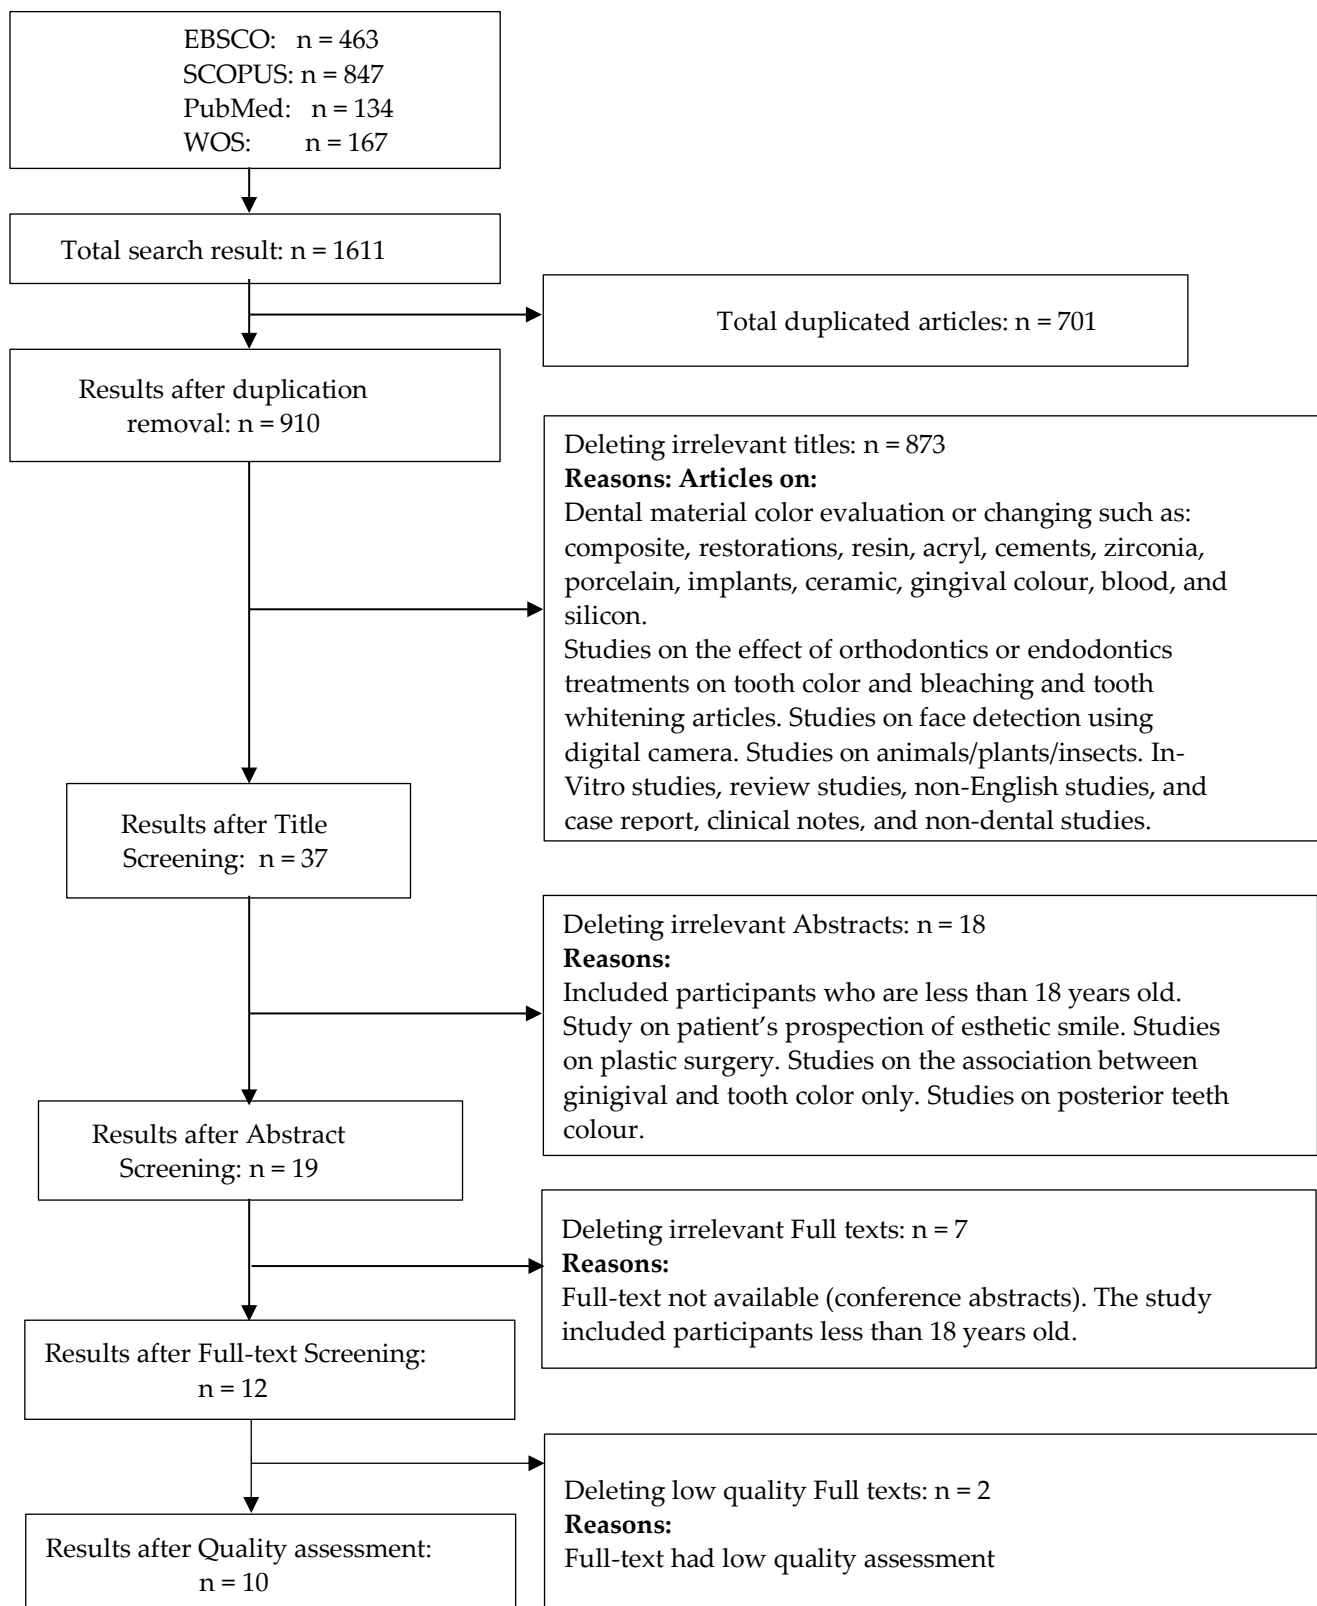 EBSCO: n = 463
SCOPUS: n = 847
PubMed: n = 134
WOS: n = 167
Total search result: n = 1611
Total duplicated articles: n = 701
Results after duplication
removal: n = 910
Deleting irrelevant titles: n = 873
Reasons: Articles on:
Dental material color evaluation or changing such as:
composite, restorations, resin, acryl, cements, zirconia,
porcelain, implants, ceramic, gingival colour, blood, and
silicon.
Studies on the effect of orthodontics or endodontics
treatments on tooth color and bleaching and tooth
whitening articles. Studies on face detection using
digital camera. Studies on animals/plants/insects. In-
Vitro studies, review studies, non-English studies, and
case report, clinical notes, and non-dental studies.
Results after Title
Screening: n = 37
Deleting irrelevant Abstracts: n = 18
Reasons:
Included participants who are less than 18 years old.
Study on patient’s prospection of esthetic smile. Studies
on plastic surgery. Studies on the association between
ginigival and tooth color only. Studies on posterior teeth
colour.
Results after Abstract
Screening: n = 19
Deleting irrelevant Full texts: n = 7
Reasons:
Full-text not available (conference abstracts). The study
included participants less than 18 years old.
Results after Full-text Screening:
n = 12
Deleting low quality Full texts: n = 2
Reasons:
Full-text had low quality assessment
Results after Quality assessment:
n = 10